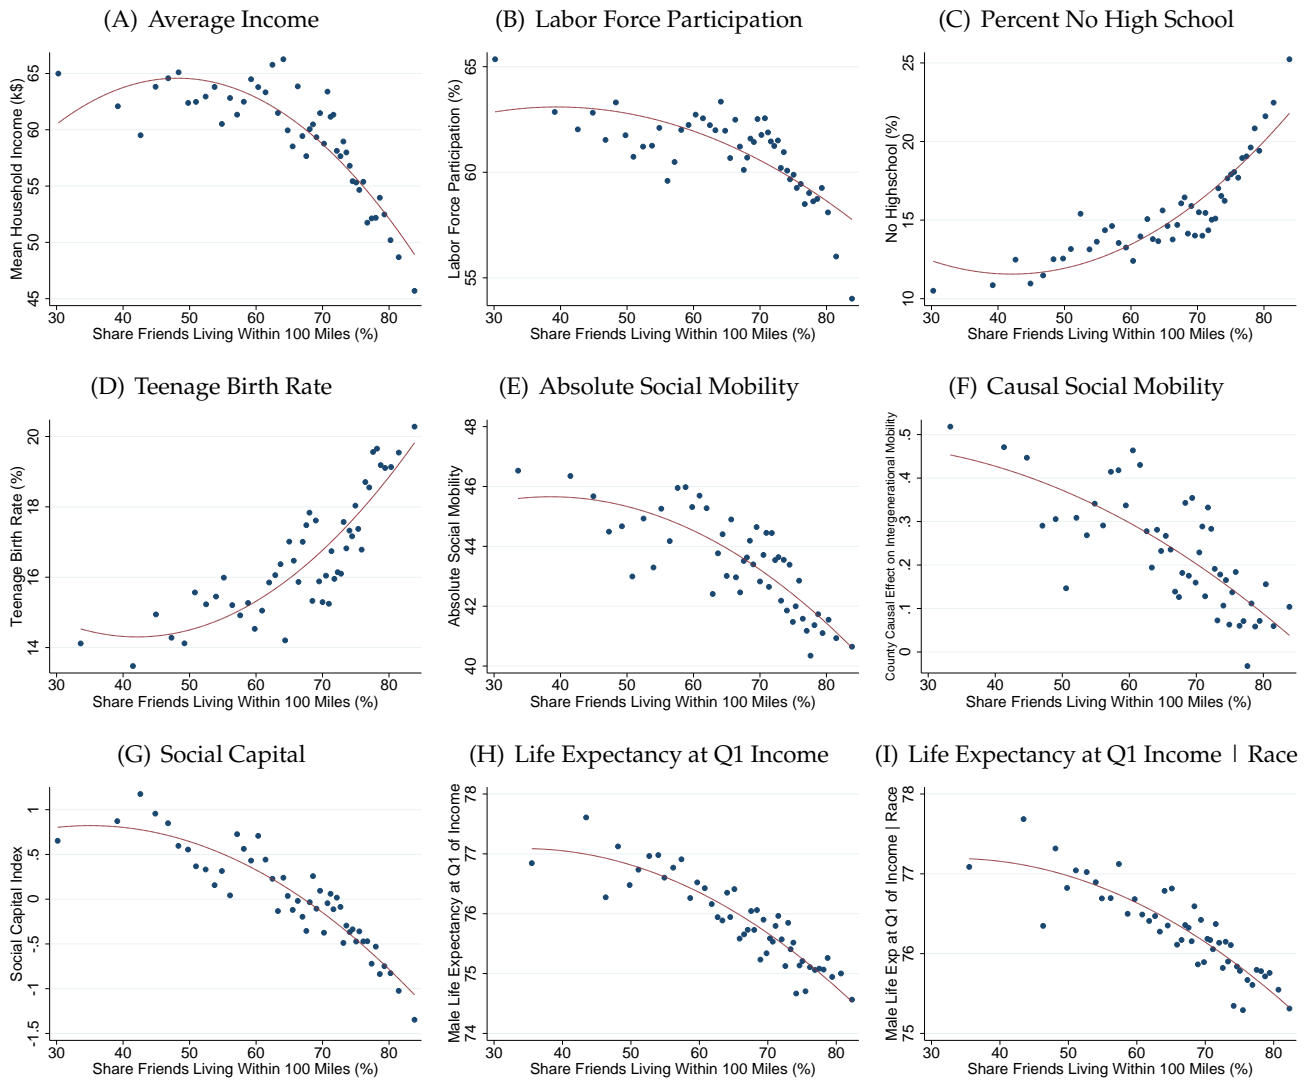 (A) Average Income
(B) Labor Force Participation
(C) Percent No High School
Mean Household Income (K$)
45 50 55 60 65
30 40 50 60 70 80
Share Friends Living Within 100 Miles (%)
Labor Force Participation (%)
55 60 65
30 40 50 60 70 80
Share Friends Living Within 100 Miles (%)
No Highschool (%)
10 15 20 25
30 40 50 60 70 80
Share Friends Living Within 100 Miles (%)
(D) Teenage Birth Rate
(E) Absolute Social Mobility
(F) Causal Social Mobility
Teenage Birth Rate (%)
14 16 18 20
30 40 50 60 70 80
Share Friends Living Within 100 Miles (%)
Absolute Social Mobility
40 42 44 46 48
30 40 50 60 70 80
Share Friends Living Within 100 Miles (%)
County Causal Effect on Intergenerational Mobility
0 .1 .2 .3 .4 .5
30 40 50 60 70 80
Share Friends Living Within 100 Miles (%)
(G) Social Capital
(H) Life Expectancy at Q1 Income
(I) Life Expectancy at Q1 Income | Race
Social Capital Index
-1.5 -1 -.5 0 .5 1
30 40 50 60 70 80
Share Friends Living Within 100 Miles (%)
Male Life Expectancy at Q1 of Income
74 75 76 77 78
30 40 50 60 70 80
Share Friends Living Within 100 Miles (%)
Male Life Exp at Q1 of Income | Race
75 76 77 78
30 40 50 60 70 80
Share Friends Living Within 100 Miles (%)